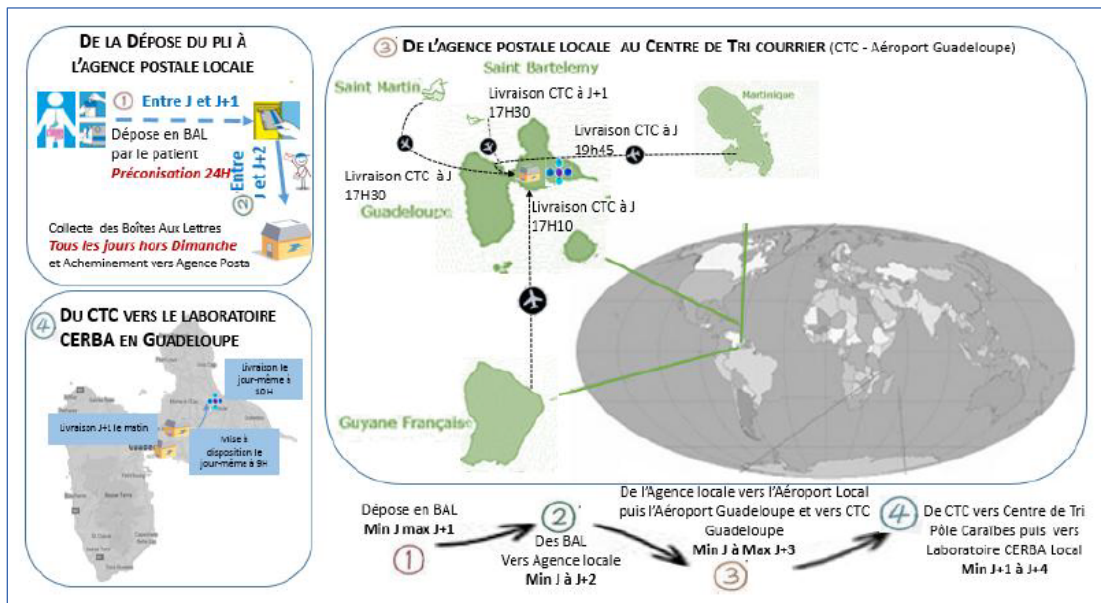 DE LA DÉPOSE DU PLI À
L'AGENCE POSTALE LOCALE
① Entre J et J+1
Dépose en BAL
par le patient
Préconisation 24H
② Entre
J et J+2
Collecte des Boîtes Aux Lettres
Tous les jours hors Dimanche
et Acheminement vers Agence Posta
③ DE L'AGENCE POSTALE LOCALE AU CENTRE DE TRI COURRIER (CTC - Aéroport Guadeloupe)
Saint Bartelemy
Saint Martin
Livraison CTC à J+1
17H30
Martinique
Livraison CTC à J
19h45
Livraison CTC à J
17H30
Guadeloupe
Livraison CTC à J
17H10
Guyane Française
④ DU CTC VERS LE LABORATOIRE
CERBA EN GUADELOUPE
Livraison le
jour-même à
Livraison J+1 le matin
Mise à
disposition le
jour-même à 9H
Dépose en BAL
Min J max J+1
①
②
Des BAL
Vers Agence locale
Min J à J+2
De l'Agence locale vers l'Aéroport Local
puis l'Aéroport Guadeloupe et vers CTC
Guadeloupe
Min J à Max J+3
③
④
De CTC vers Centre de Tri
Pôle Caraïbes puis vers
Laboratoire CERBA Local
Min J+1 à J+4